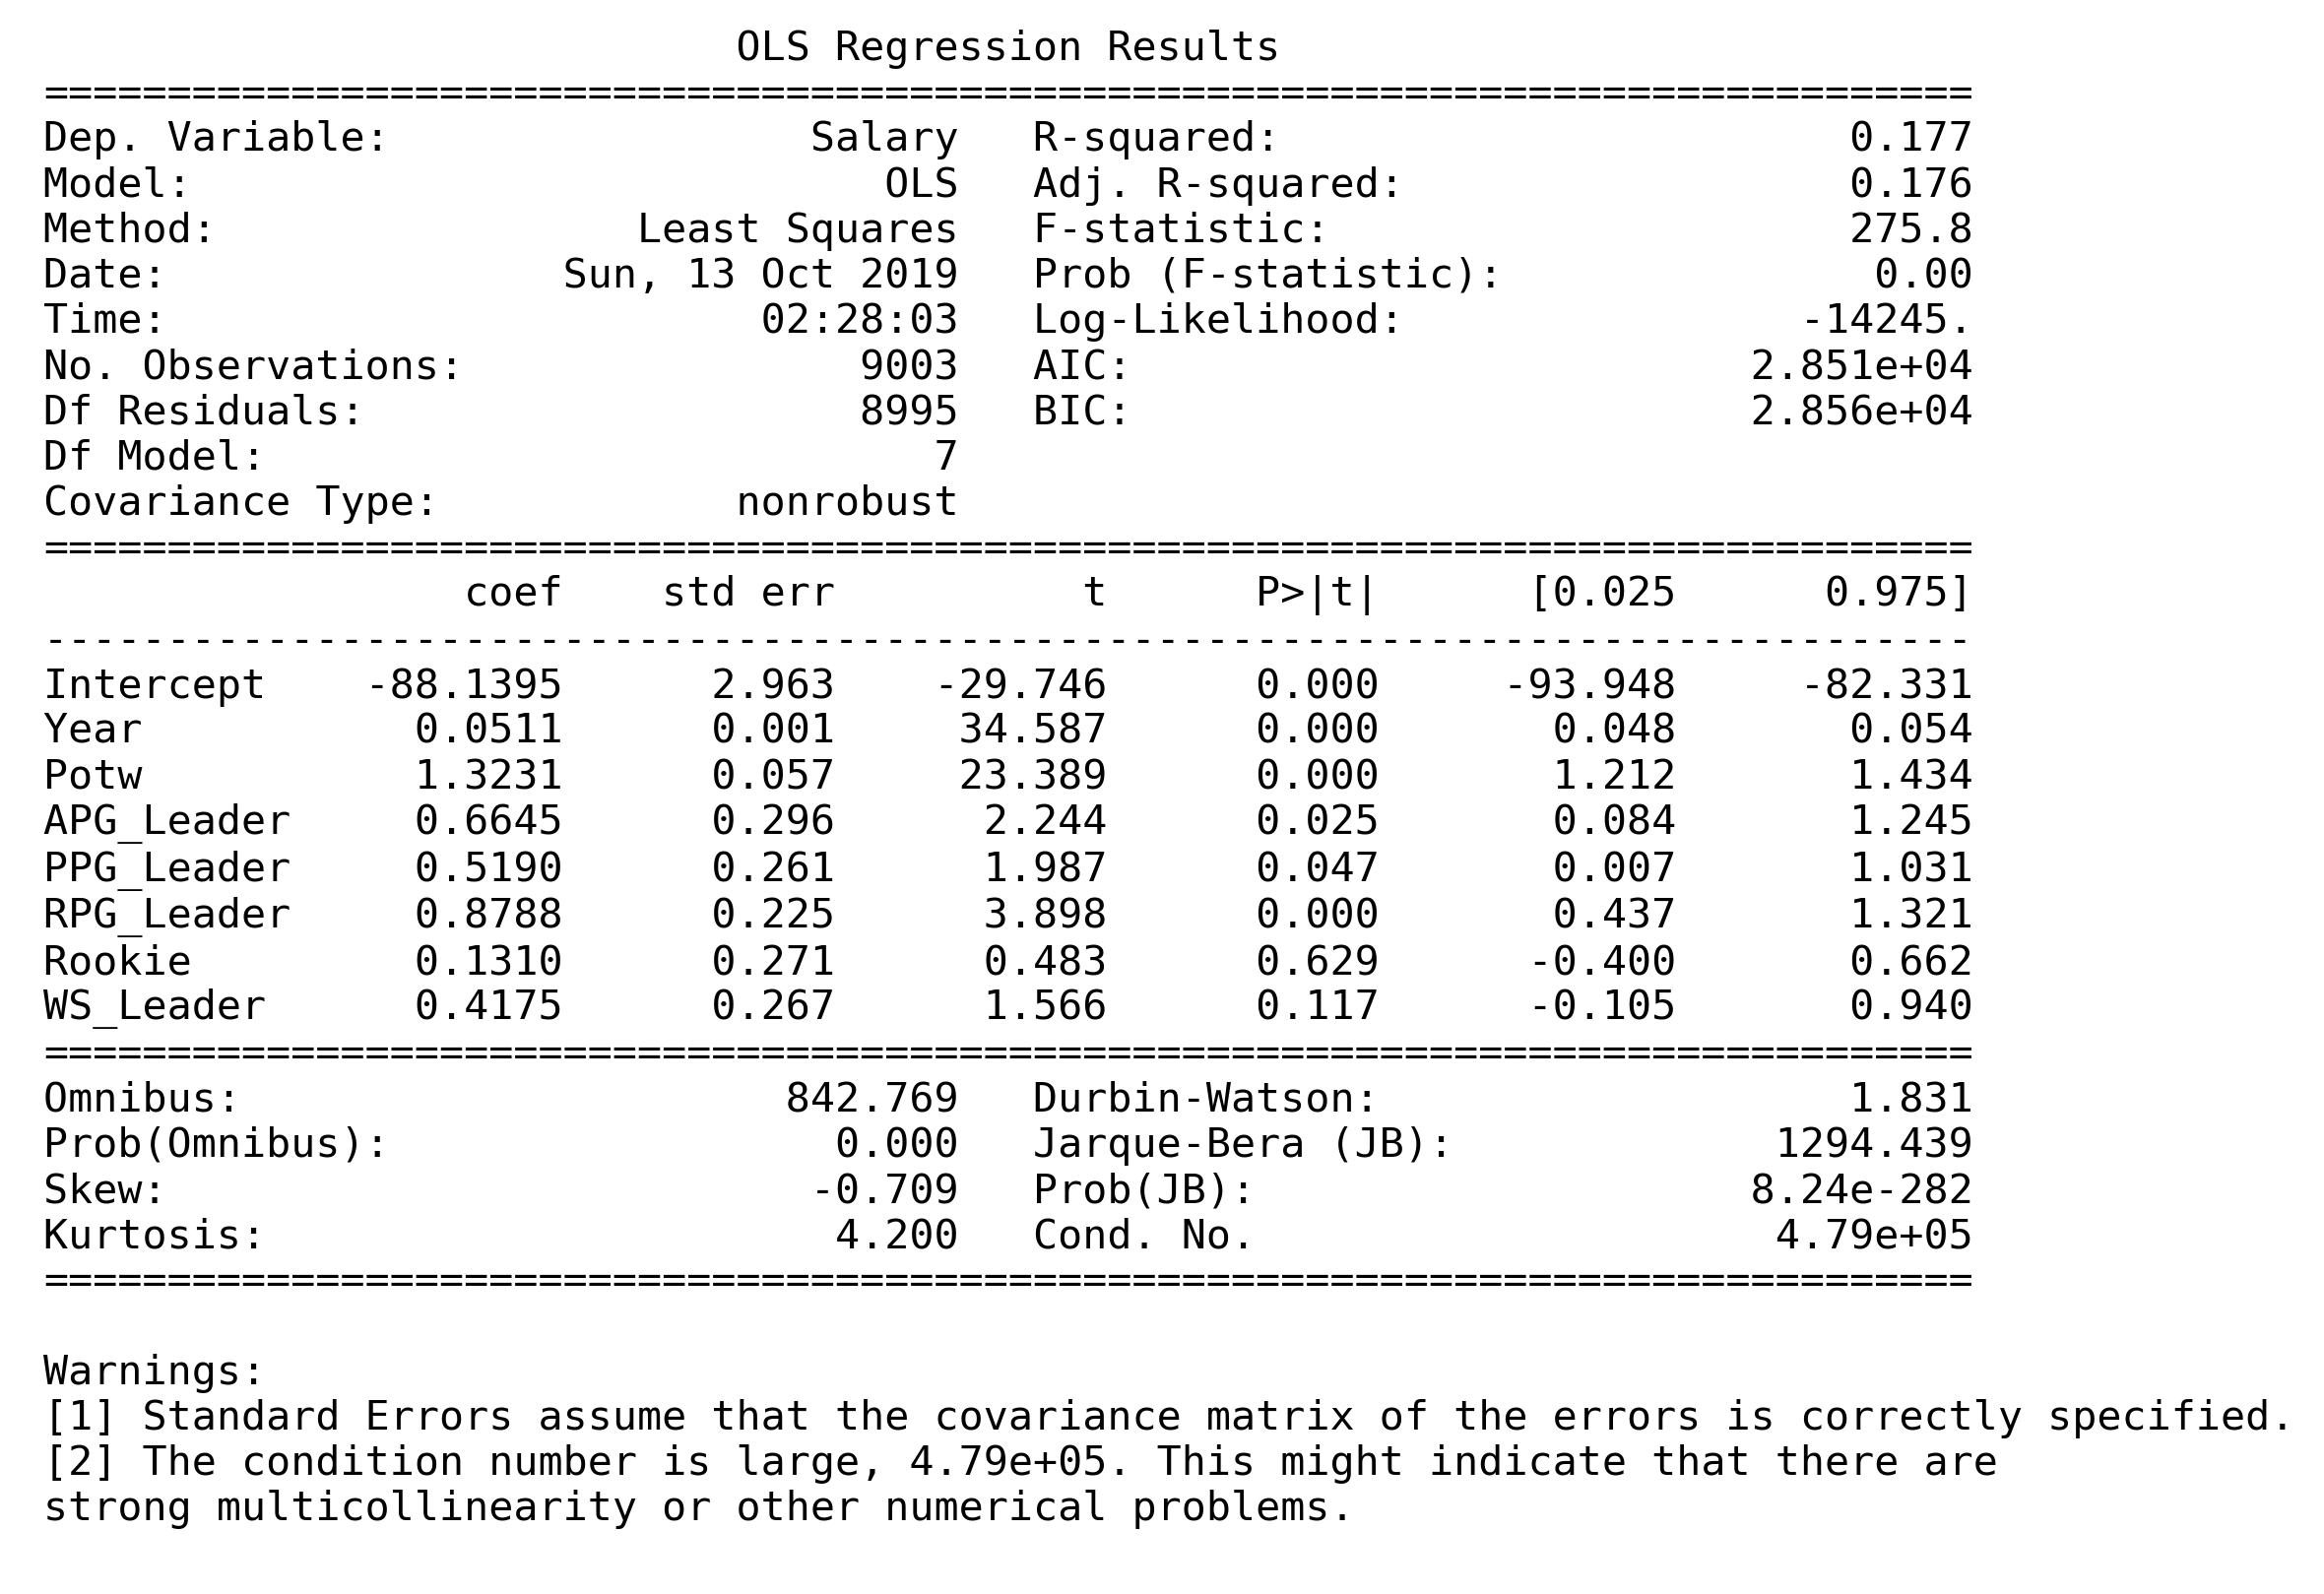 OLS Regression Results
==============================================================================
Dep. Variable:                 Salary   R-squared:                       0.177
Model:                            OLS   Adj. R-squared:                  0.176
Method:                 Least Squares   F-statistic:                     275.8
Date:                Sun, 13 Oct 2019   Prob (F-statistic):               0.00
Time:                        02:28:03   Log-Likelihood:                -14245.
No. Observations:                9003   AIC:                         2.851e+04
Df Residuals:                    8995   BIC:                         2.856e+04
Df Model:                           7
Covariance Type:            nonrobust
==============================================================================
                 coef    std err          t      P>|t|      [0.025      0.975]
------------------------------------------------------------------------------
Intercept    -88.1395      2.963    -29.746      0.000     -93.948     -82.331
Year           0.0511      0.001     34.587      0.000       0.048       0.054
Potw           1.3231      0.057     23.389      0.000       1.212       1.434
APG_Leader     0.6645      0.296      2.244      0.025       0.084       1.245
PPG_Leader     0.5190      0.261      1.987      0.047       0.007       1.031
RPG_Leader     0.8788      0.225      3.898      0.000       0.437       1.321
Rookie         0.1310      0.271      0.483      0.629      -0.400       0.662
WS_Leader      0.4175      0.267      1.566      0.117      -0.105       0.940
==============================================================================
Omnibus:                      842.769   Durbin-Watson:                   1.831
Prob(Omnibus):                  0.000   Jarque-Bera (JB):             1294.439
Skew:                          -0.709   Prob(JB):                    8.24e-282
Kurtosis:                       4.200   Cond. No.                     4.79e+05
==============================================================================

Warnings:
[1] Standard Errors assume that the covariance matrix of the errors is correctly specified.
[2] The condition number is large, 4.79e+05. This might indicate that there are
strong multicollinearity or other numerical problems.